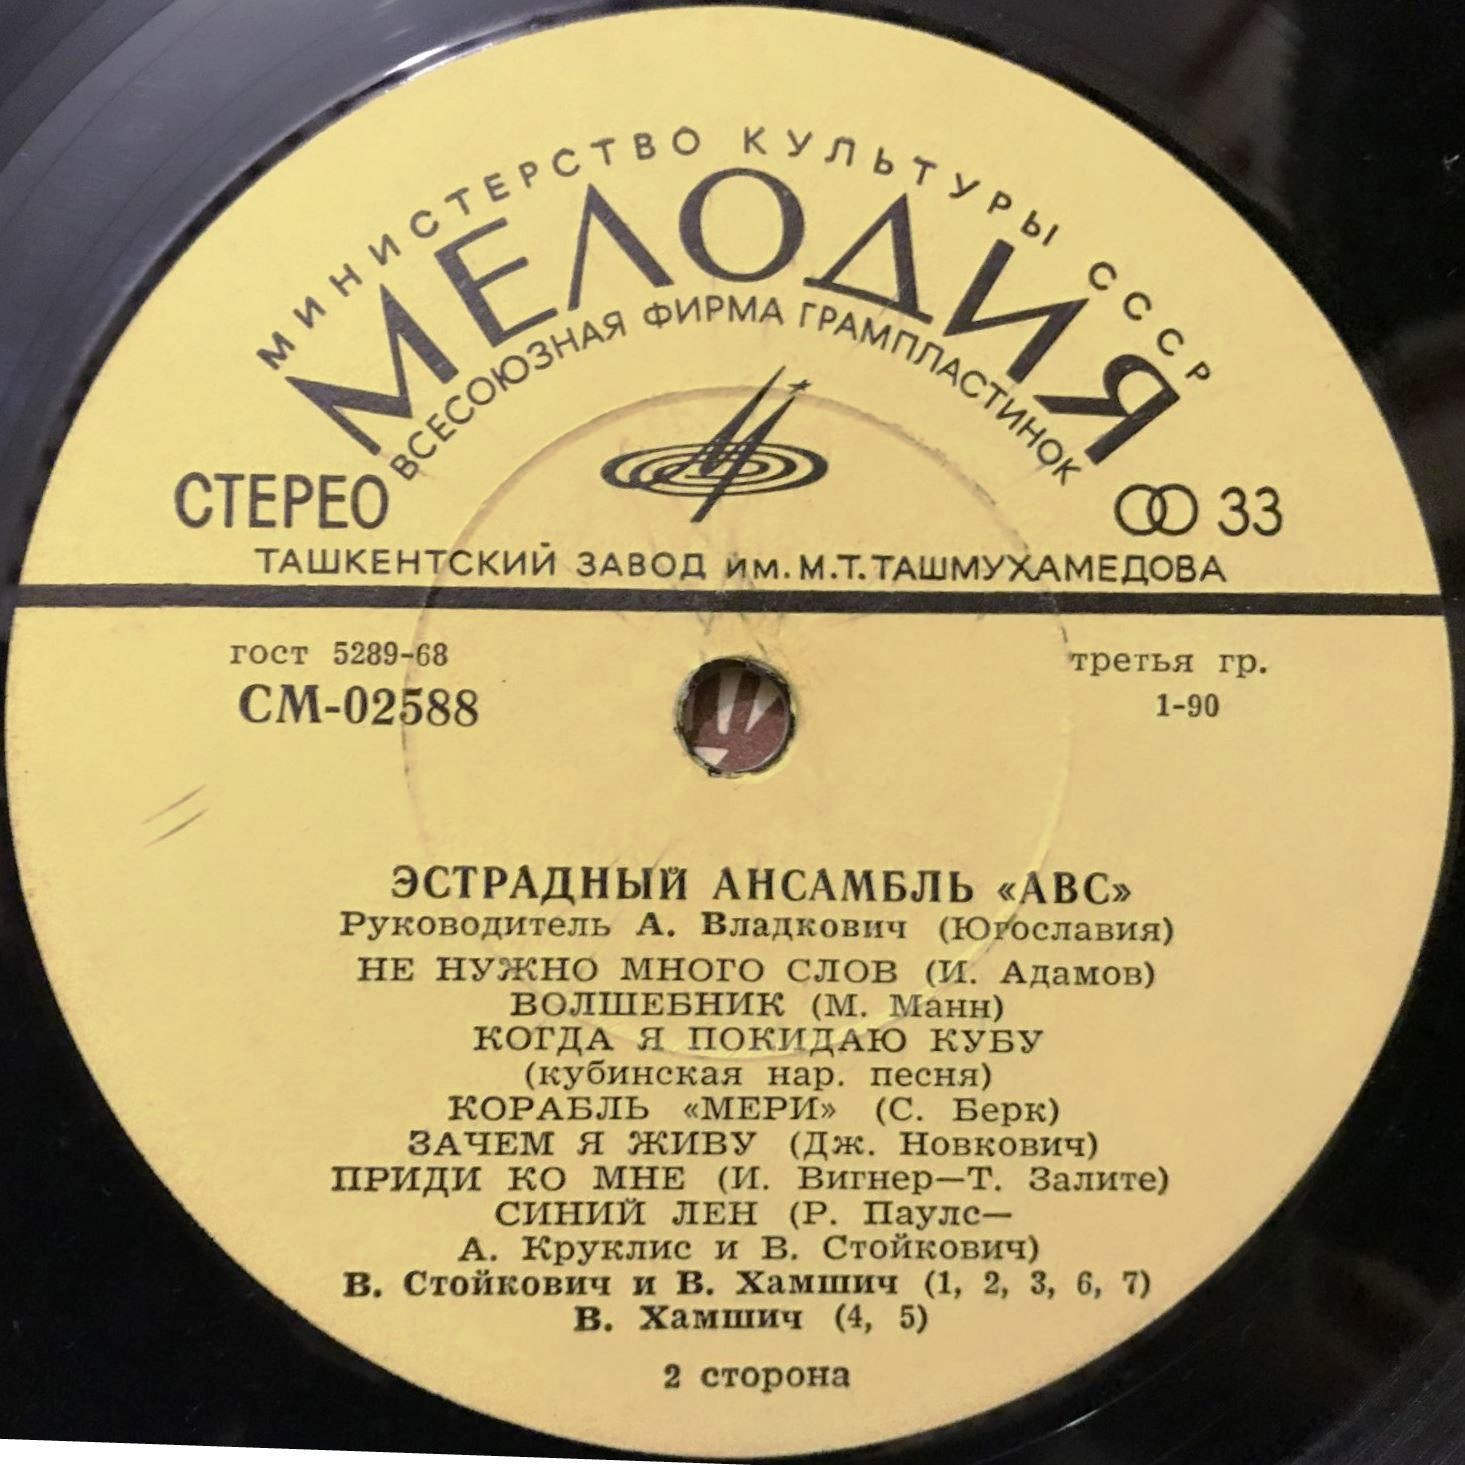 МИНИСТЕРСТВО КУЛЬТУРЫ СССР
МЕЛОДИЯ
ВСЕСОЮЗНАЯ ФИРМА ГРАМПЛАСТИНОК
СТЕРЕО
33
ТАШКЕНТСКИЙ ЗАВОД им. М.Т. ТАШМУХАМЕДОВА
гост 5289-68
третья гр.
СМ-02588
1-90
ЭСТРАДНЫЙ АНСАМБЛЬ «АВС»
Руководитель А. Владкович (Югославия)
НЕ НУЖНО МНОГО СЛОВ (И. Адамов)
ВОЛШЕБНИК (М. Манн)
КОГДА Я ПОКИДАЮ КУБУ
(кубинская нар. песня)
КОРАБЛЬ «МЕРИ» (С. Берк)
ЗАЧЕМ Я ЖИВУ (Дж. Новкович)
ПРИДИ КО МНЕ (И. Вигнер—Т. Залите)
СИНИЙ ЛЕН (Р. Паулс—
А. Круклис и В. Стойкович)
В. Стойкович и В. Хамшич (1, 2, 3, 6, 7)
В. Хамшич (4, 5)
2 сторона